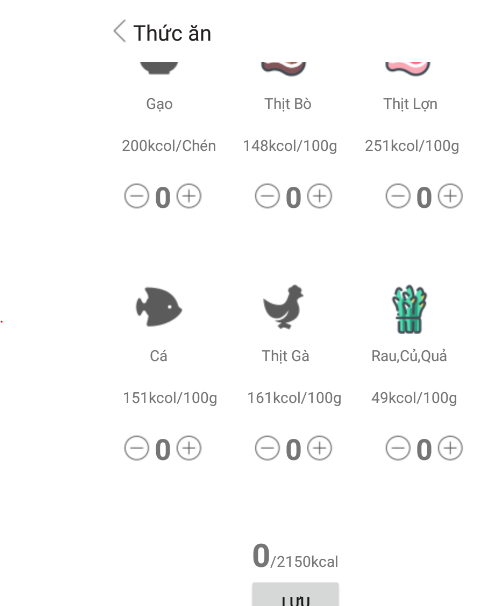 Thức ăn
Gạo Thịt Bò Thịt Lợn
200kcol/Chén 148kcol/100g 251kcol/100g
0 0 0
Cá Thịt Gà Rau,Củ,Quả
151kcol/100g 161kcol/100g 49kcol/100g
0 0 0
0/2150kcal
LƯU